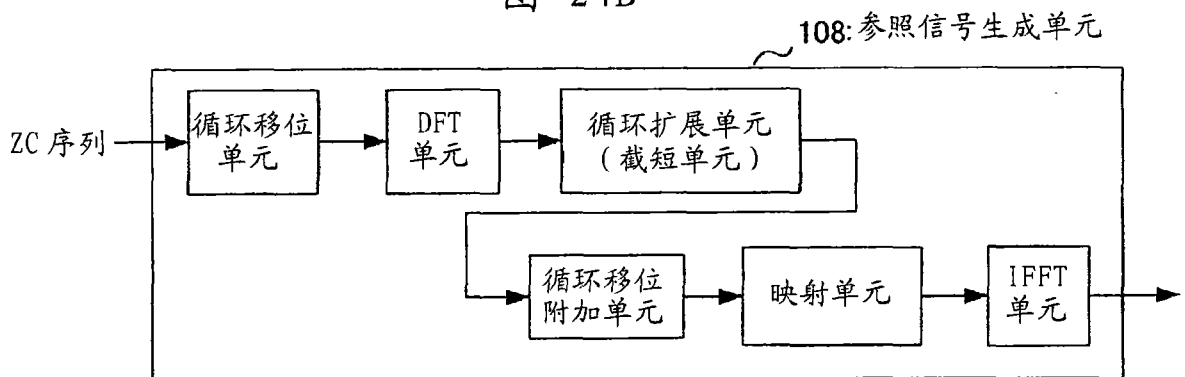 图 24B
108:参照信号生成单元
ZC 序列
循环移位
单元
DFT
单元
循环扩展单元
(截短单元)
循环移位
附加单元
映射单元
IFFT
单元